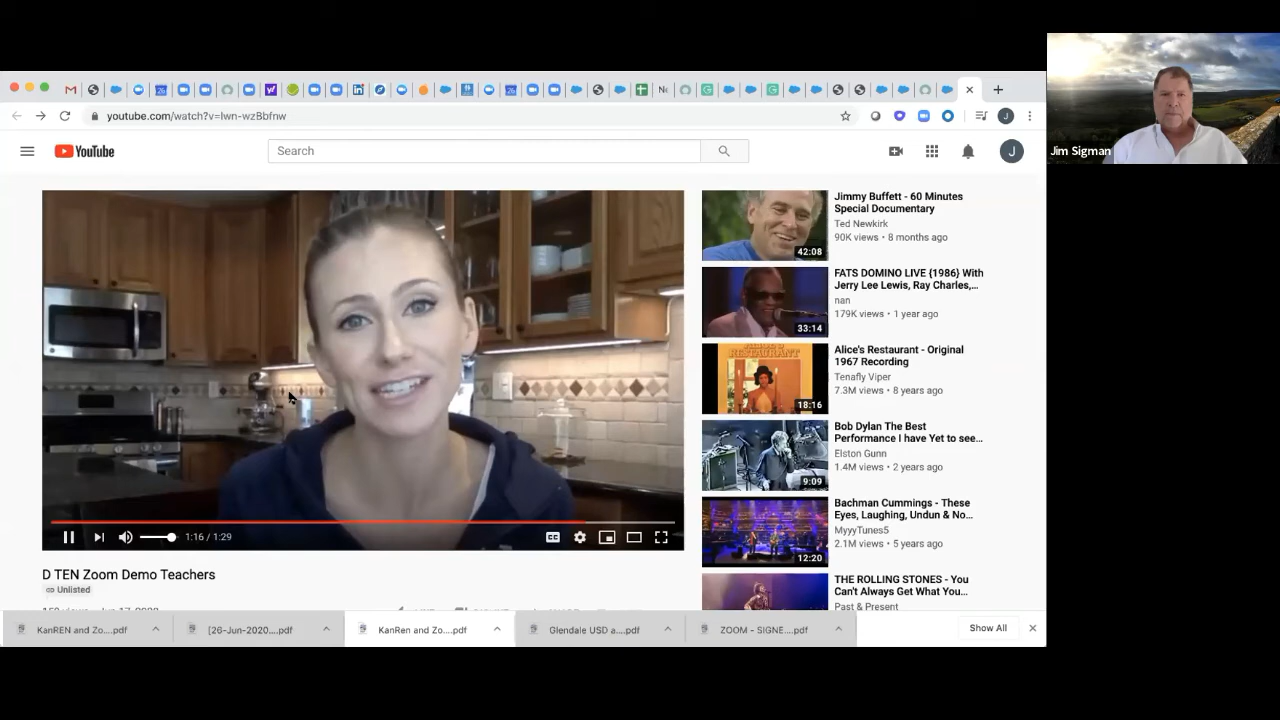 youtube.com/watch?v=lwn-wzBbfnw
J
YouTube
Search
J
Jim Sigman
Jimmy Buffett - 60 Minutes
Special Documentary
Ted Newkirk
90K views • 8 months ago
42:08
FATS DOMINO LIVE {1986} With
Jerry Lee Lewis, Ray Charles,...
nan
179K views • 1 year ago
33:14
Alice's Restaurant - Original
1967 Recording
Tenafly Viper
7.3M views • 8 years ago
18:16
Bob Dylan The Best
Performance I have Yet to see...
Elston Gunn
1.4M views • 2 years ago
9:09
Bachman Cummings - These
Eyes, Laughing, Undun & No...
MyyyTunes5
2.1M views • 5 years ago
12:20
THE ROLLING STONES - You
Can't Always Get What You...
Past & Present
1:16 / 1:29
CC
D TEN Zoom Demo Teachers
Unlisted
KanREN and Zo....pdf
[26-Jun-2020....pdf
KanRen and Zo....pdf
Glendale USD a....pdf
ZOOM - SIGNE....pdf
Show All